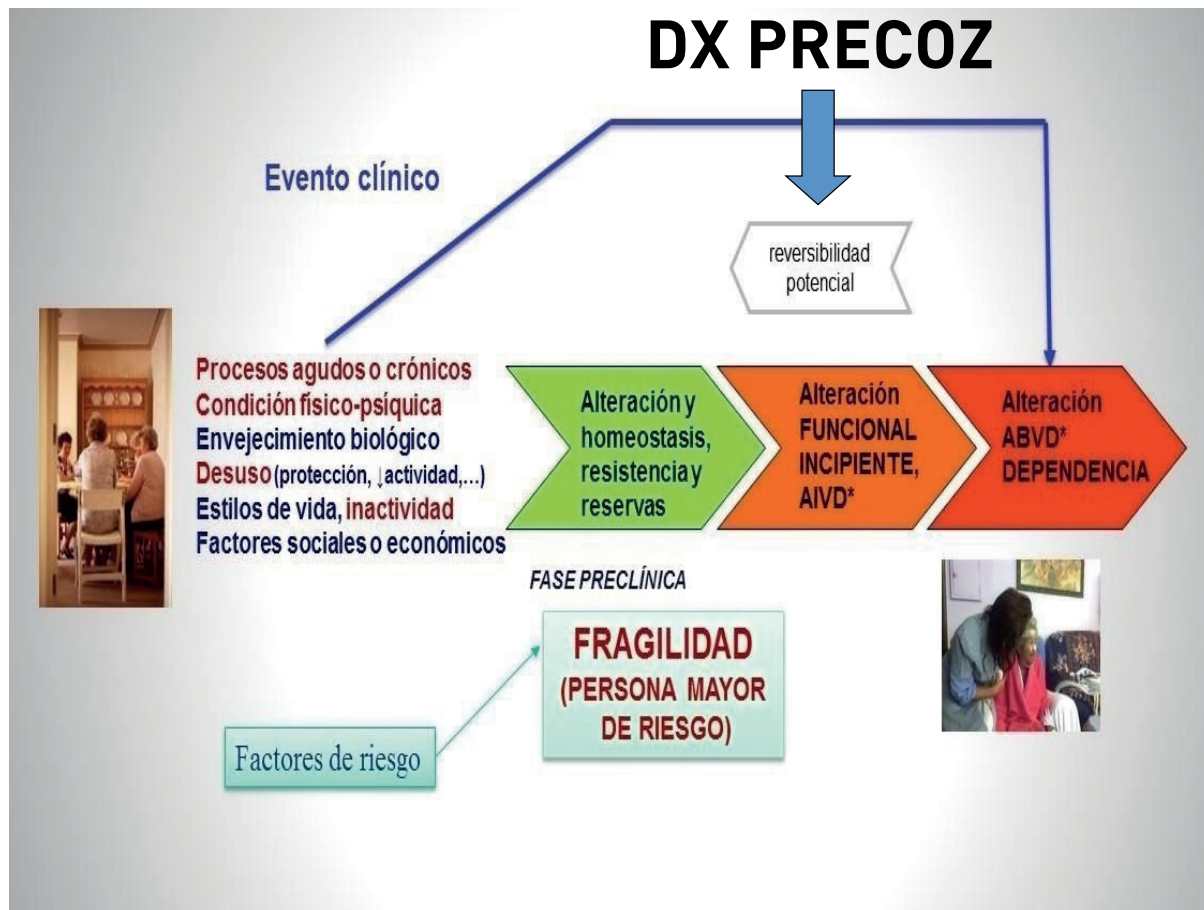 DX PRECOZ
Evento clínico
reversibilidad
potencial
Procesos agudos o crónicos
Condición físico-psíquica
Envejecimiento biológico
Desuso (protección, ↓actividad,...)
Estilos de vida, inactividad
Factores sociales o económicos
Alteración y
homeostasis,
resistencia y
reservas
Alteración
FUNCIONAL
INCIPIENTE,
AIVD*
Alteración
ABVD*
DEPENDENCIA
FASE PRECLÍNICA
FRAGILIDAD
(PERSONA MAYOR
DE RIESGO)
Factores de riesgo